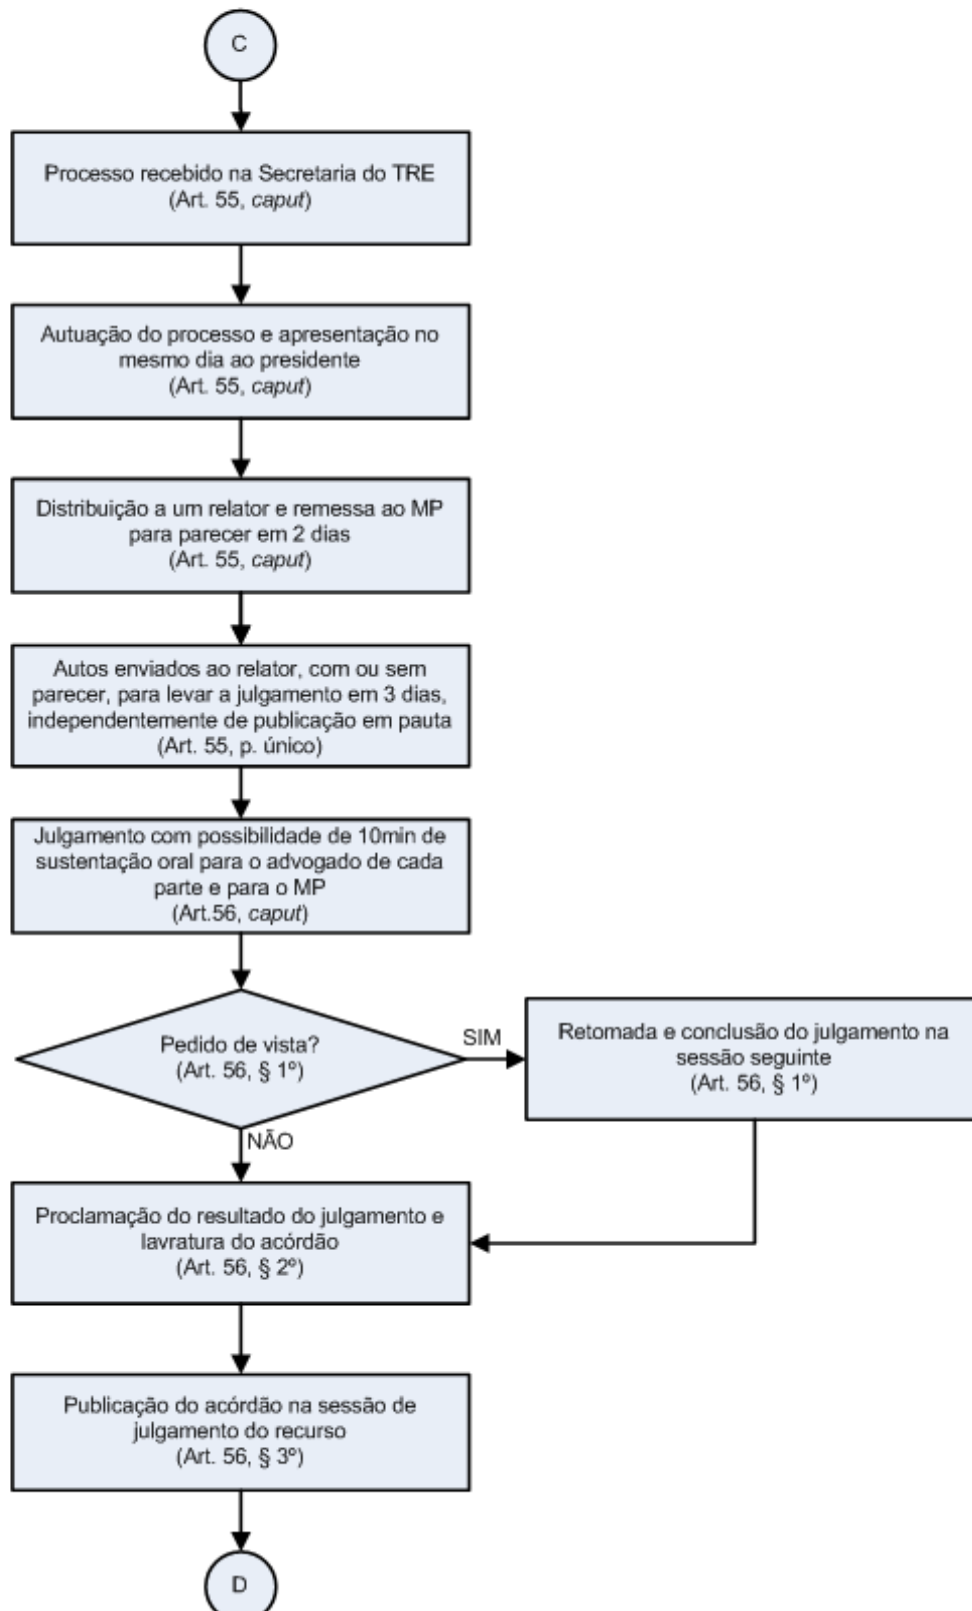 C
Processo recebido na Secretaria do TRE
(Art. 55, caput)
Autuação do processo e apresentação no
mesmo dia ao presidente
(Art. 55, caput)
Distribuição a um relator e remessa ao MP
para parecer em 2 dias
(Art. 55, caput)
Autos enviados ao relator, com ou sem
parecer, para levar a julgamento em 3 dias,
independentemente de publicação em pauta
(Art. 55, p. único)
Julgamento com possibilidade de 10min de
sustentação oral para o advogado de cada
parte e para o MP
(Art.56, caput)
Pedido de vista?
(Art. 56, § 1º)
SIM
Retomada e conclusão do julgamento na
sessão seguinte
(Art. 56, § 1º)
NÃO
Proclamação do resultado do julgamento e
lavratura do acórdão
(Art. 56, § 2º)
Publicação do acórdão na sessão de
julgamento do recurso
(Art. 56, § 3º)
D